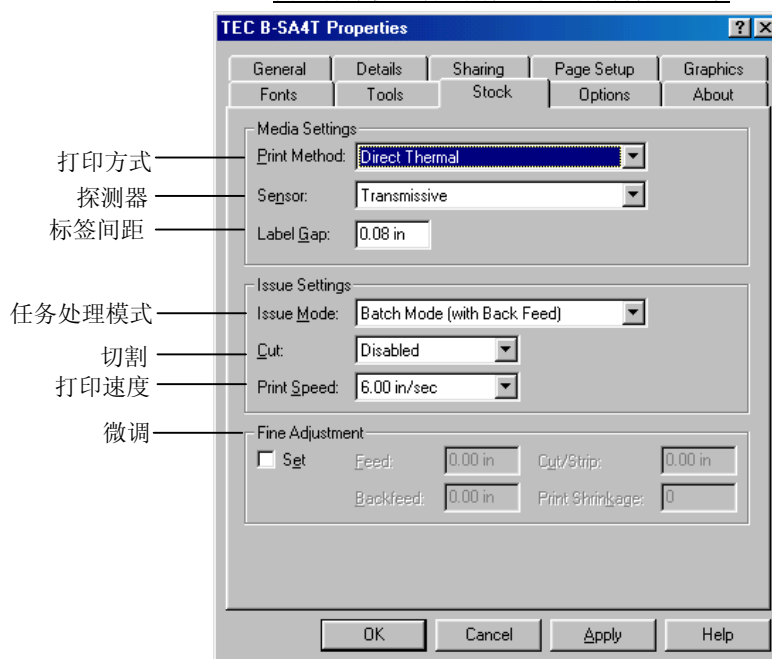 TEC B-SA4T Properties
General Details Sharing Page Setup Graphics
Fonts Tools Stock Options About
Media Settings
打印方式 Print Method: Direct Thermal
探测器 Sensor: Transmissive
标签间距 Label Gap: 0.08 in
Issue Settings
任务处理模式 Issue Mode: Batch Mode (with Back Feed)
切割 Cut: Disabled
打印速度 Print Speed: 6.00 in/sec
微调 Fine Adjustment
Set Feed: 0.00 in Cut/Strip: 0.00 in
Backfeed: 0.00 in Print Shrinkage: 0
OK Cancel Apply Help